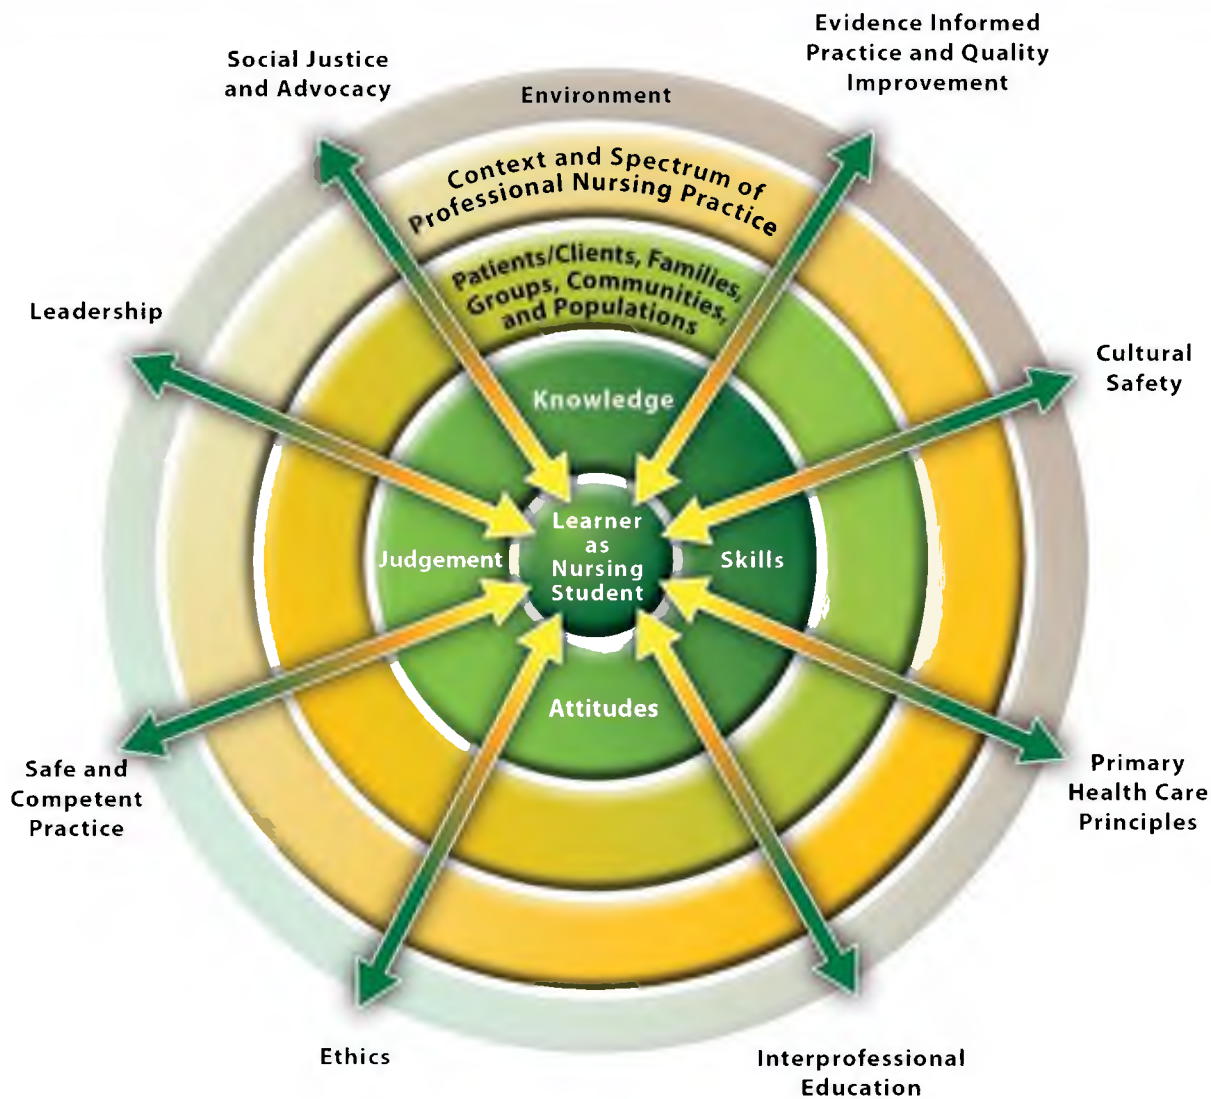 Social Justice
and Advocacy
Evidence Informed
Practice and Quality
Improvement
Environment
Context and Spectrum of
Professional Nursing Practice
Patients/Clients, Families,
Groups, Communities,
and Populations
Leadership
Cultural
Safety
Knowledge
Learner
as
Nursing
Student
Judgement
Skills
Attitudes
Safe and
Competent
Practice
Primary
Health Care
Principles
Ethics
Interprofessional
Education